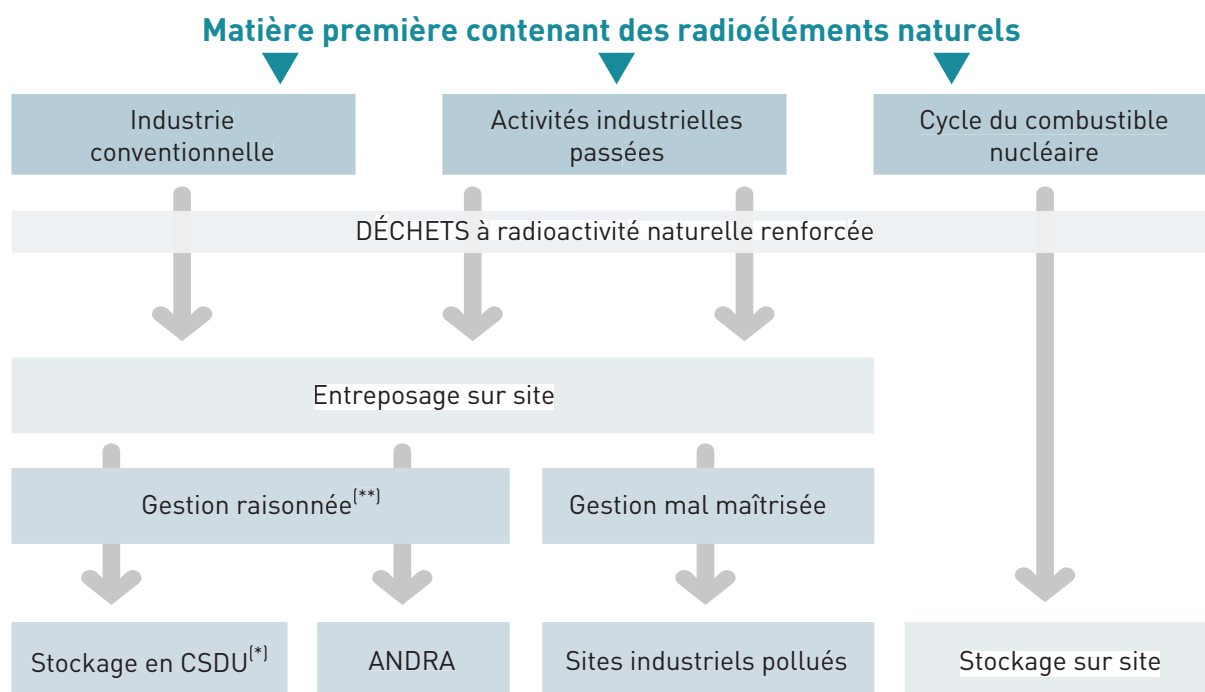 Matière première contenant des radioéléments naturels
Industrie
conventionnelle
Activités industrielles
passées
Cycle du combustible
nucléaire
DÉCHETS à radioactivité naturelle renforcée
Entreposage sur site
Gestion raisonnée(**)
Gestion mal maîtrisée
Stockage en CSDU(*)
ANDRA
Sites industriels pollués
Stockage sur site